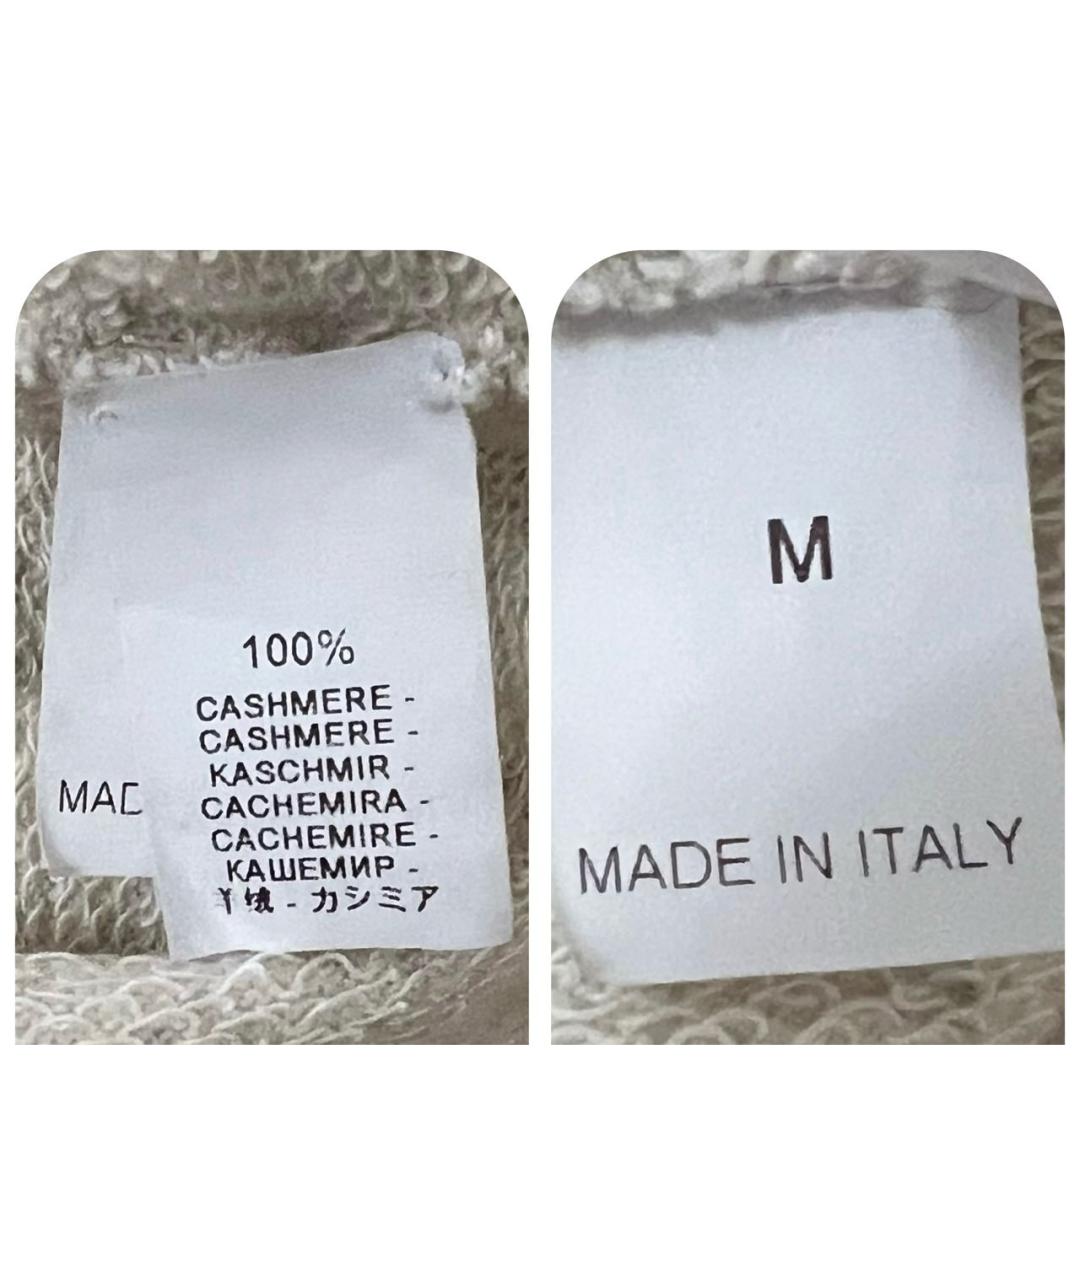 100%
CASHMERE -
CASHMERE -
KASCHMIR -
CACHEMIRA -
CACHEMIRE -
КАШЕМИР -
羊绒 - カシミア
MAD
M
MADE IN ITALY